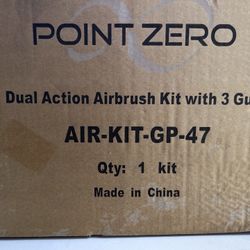 POINT ZERO
Dual Action Airbrush Kit with 3 Gu
AIR-KIT-GP-47
Qty: 1 kit
Made in China